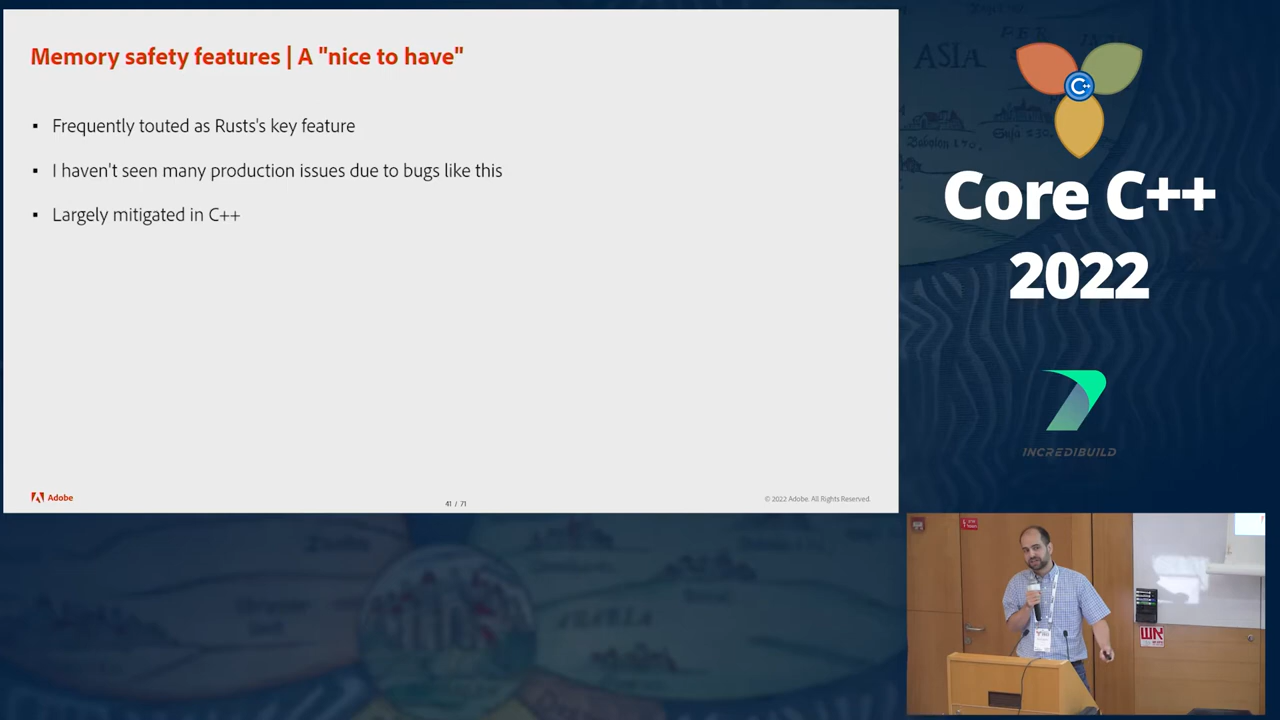 Memory safety features | A "nice to have"
▪ Frequently touted as Rusts's key feature
▪ I haven't seen many production issues due to bugs like this
▪ Largely mitigated in C++
Adobe
41 / 71
© 2022 Adobe. All Rights Reserved.
ASIA
C++
Core C++
2022
INCREDIBUILD
אש